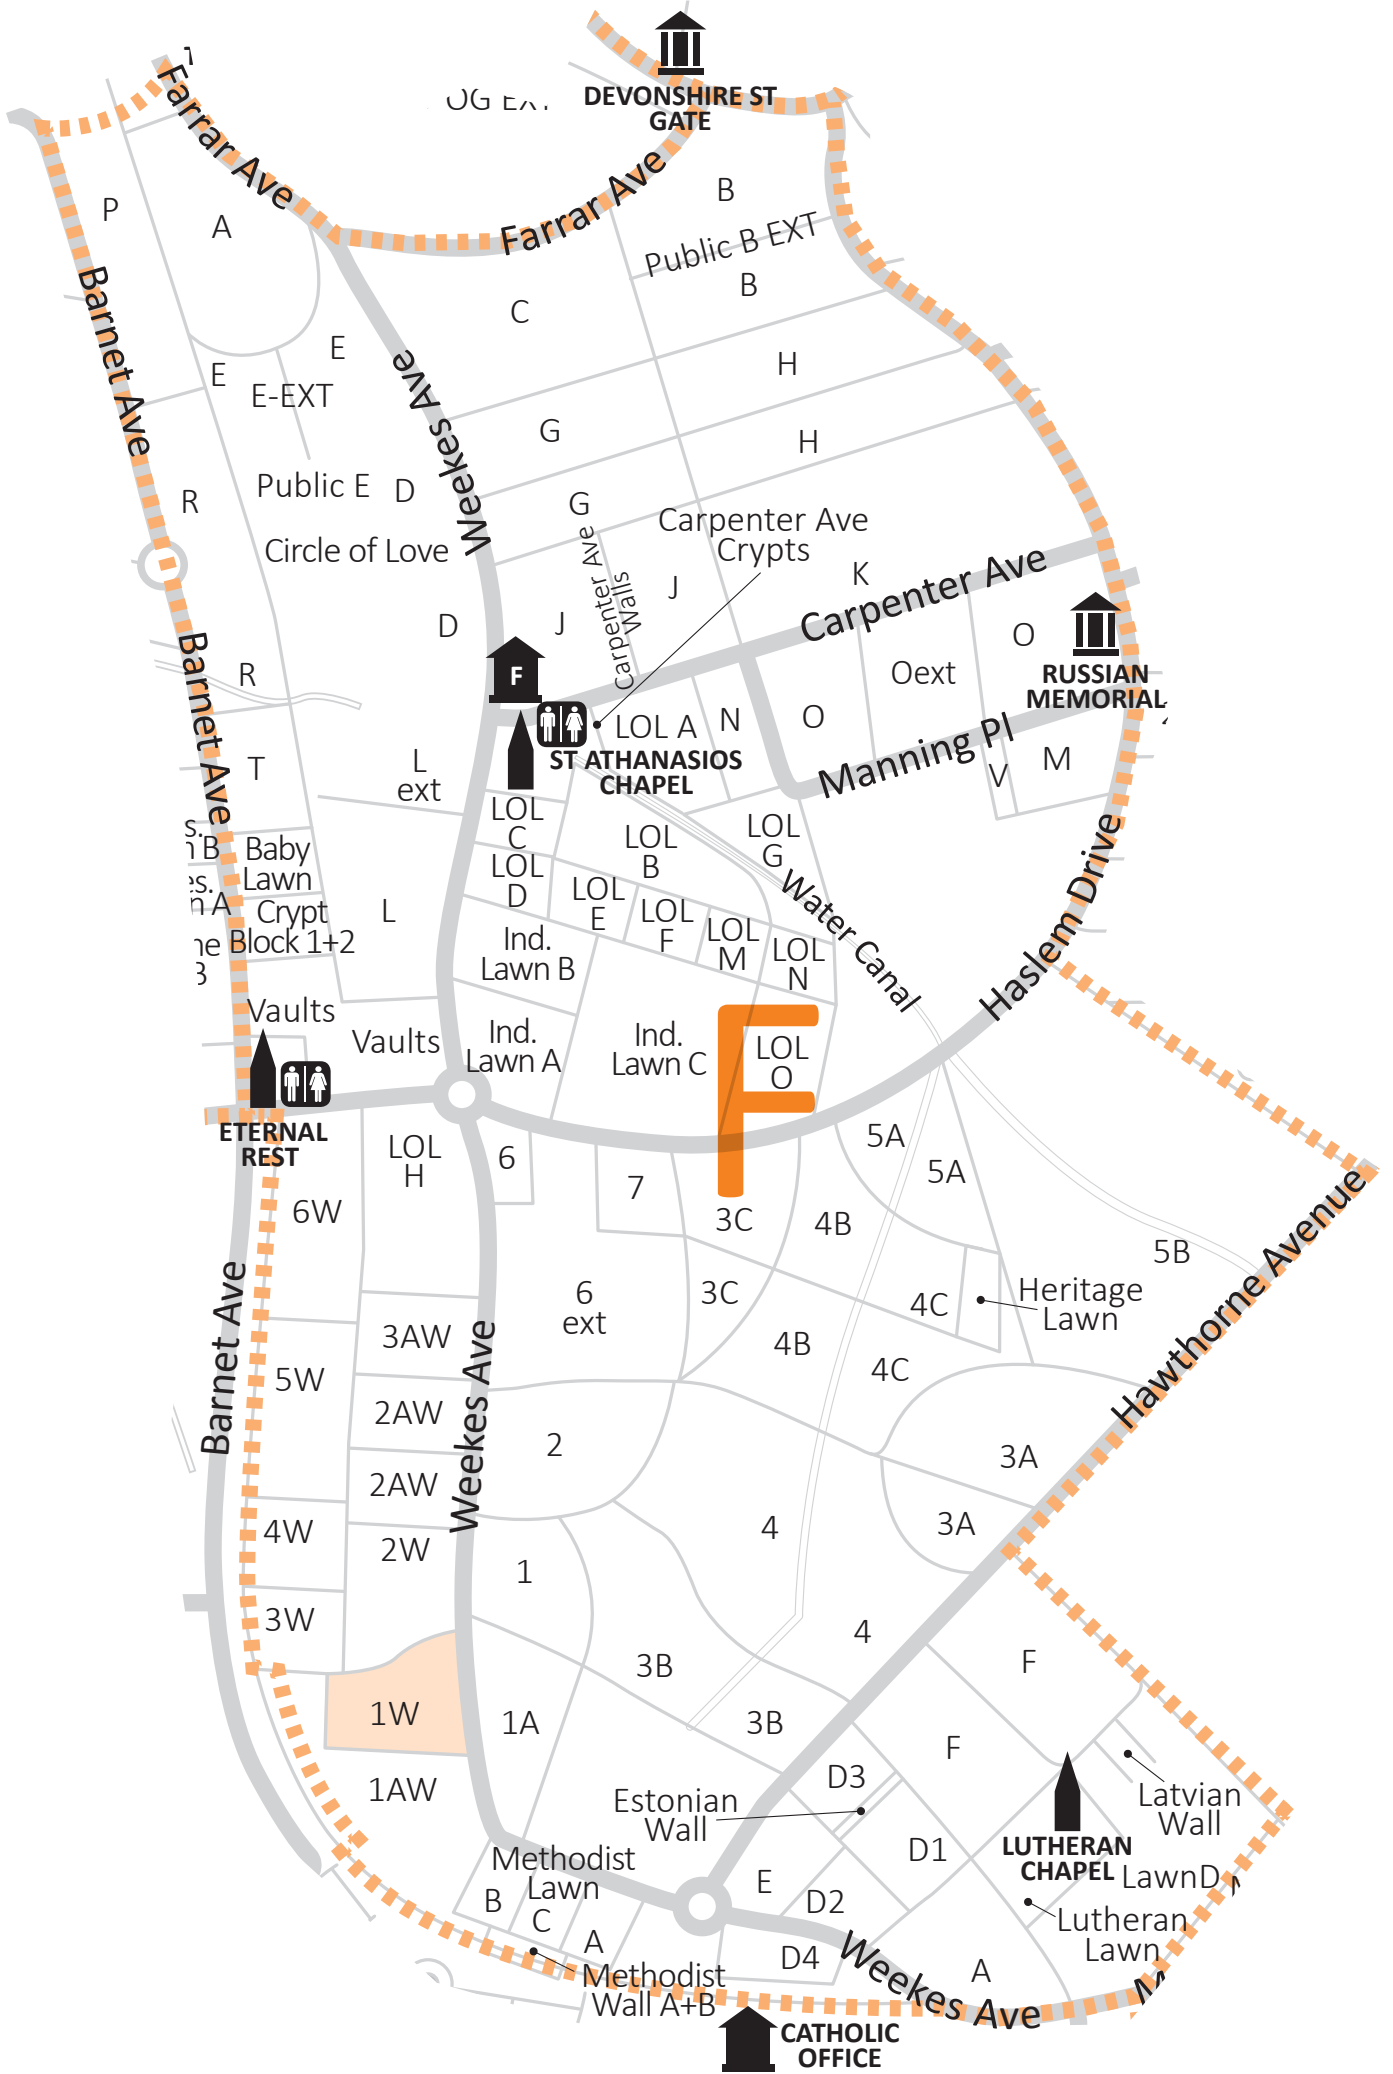 DEVONSHIRE ST
GATE
Farrar Ave
Farrar Ave
P
A
B
Public B EXT
B
Barnet Ave
C
E
E
E-EXT
Weekes Ave
H
G
H
R
Public E
D
G
Circle of Love
Carpenter Ave
Walls
Carpenter Ave
Crypts
K
Carpenter Ave
D
J
J
O
Oext
RUSSIAN
MEMORIAL
F
R
Barnet Ave
LOL A
N
O
ST ATHANASIOS
CHAPEL
Manning Pl
V
M
T
L
ext
LOL
C
LOL
B
LOL
G
Baby
Lawn
LOL
D
LOL
E
LOL
F
LOL
M
LOL
N
Water Canal
Haslem Drive
Crypt
Block 1+2
L
Ind.
Lawn B
Vaults
Vaults
Ind.
Lawn A
Ind.
Lawn C
LOL
O
F
ETERNAL
REST
LOL
H
6
7
5A
5A
6W
3C
4B
5B
Barnet Ave
3AW
6
ext
3C
4C
Heritage
Lawn
Hawthorne Avenue
4B
4C
5W
2AW
Weekes Ave
2
3A
2AW
4W
2W
4
3A
1
3W
4
3B
F
1W
1A
3B
F
1AW
D3
Estonian
Wall
Latvian
Wall
D1
LUTHERAN
CHAPEL
LawnD
Methodist
Lawn
B
C
A
E
D2
Lutheran
Lawn
D4
Weekes Ave
A
Methodist
Wall A+B
CATHOLIC
OFFICE